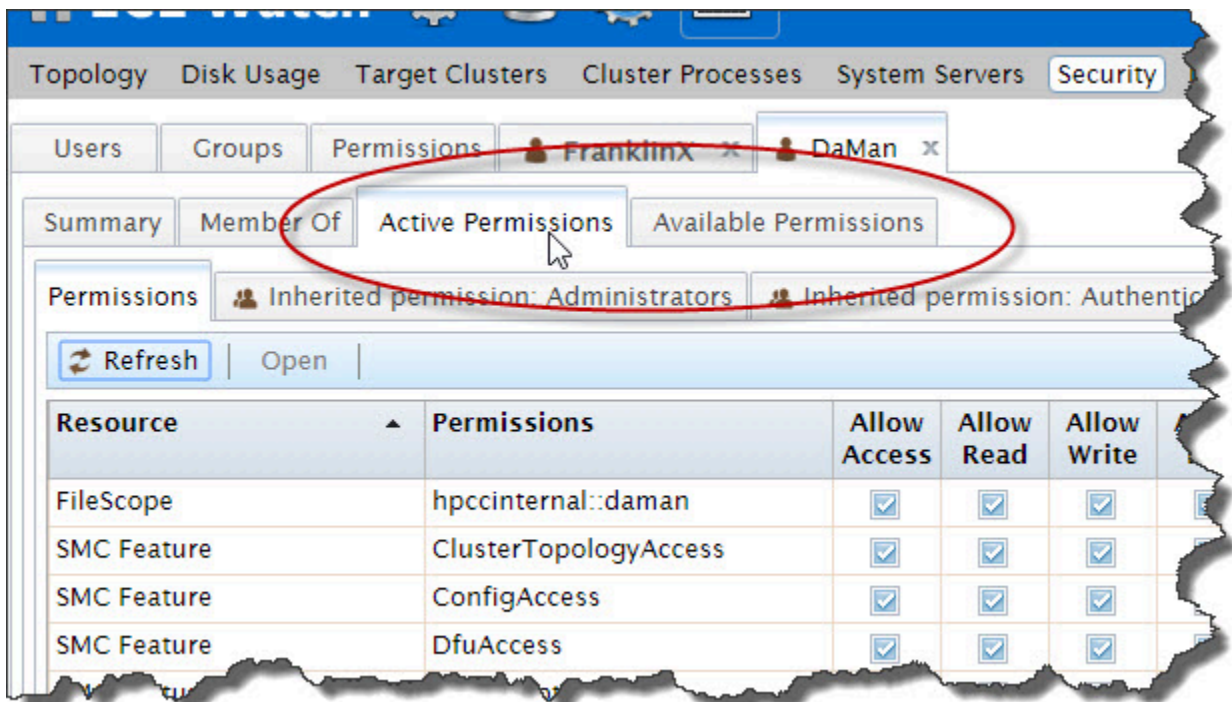 Watch
Topology Disk Usage Target Clusters Cluster Processes System Servers Security
Users Groups Permissions FranklinX x DaMan x
Summary Member Of Active Permissions Available Permissions
Permissions Inherited permission: Administrators Inherited permission: Authentic
Refresh Open
Resource Permissions Allow Access Allow Read Allow Write
FileScope hpccinternal::daman
SMC Feature ClusterTopologyAccess
SMC Feature ConfigAccess
SMC Feature DfuAccess